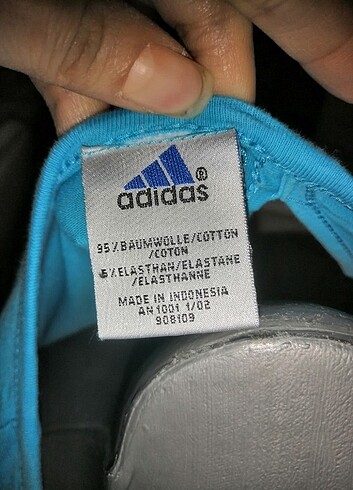 ®
adidas
95%BAUMWOLLE/COTTON
/COTON
5%ELASTHAN/ELASTANE
/ELASTHANNE
MADE IN INDONESIA
AN1001 1/02
908109